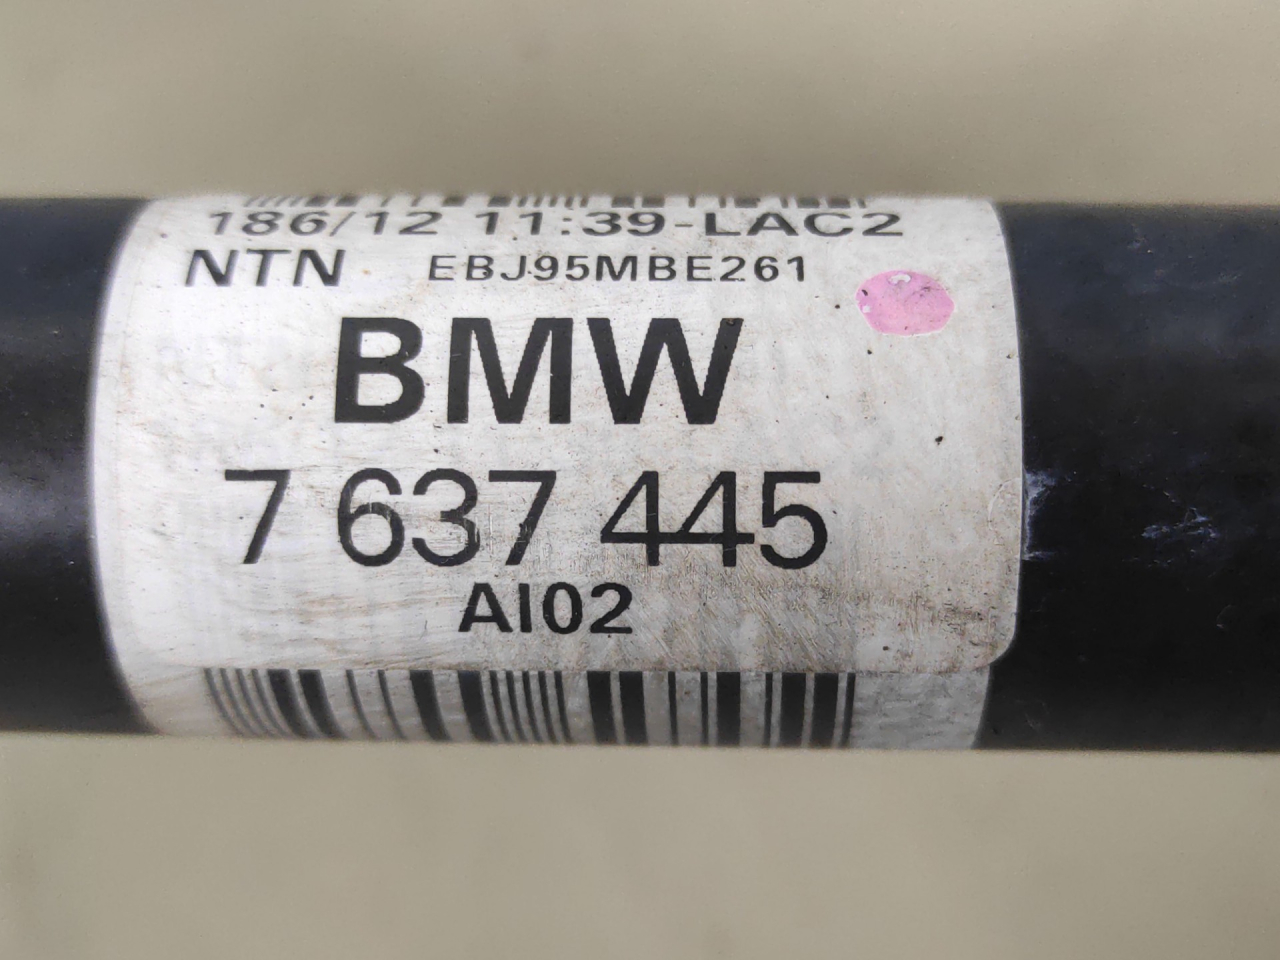 186/12 11:39-LAC2
NTN EBJ95MBE261
BMW
7 637 445
AI02